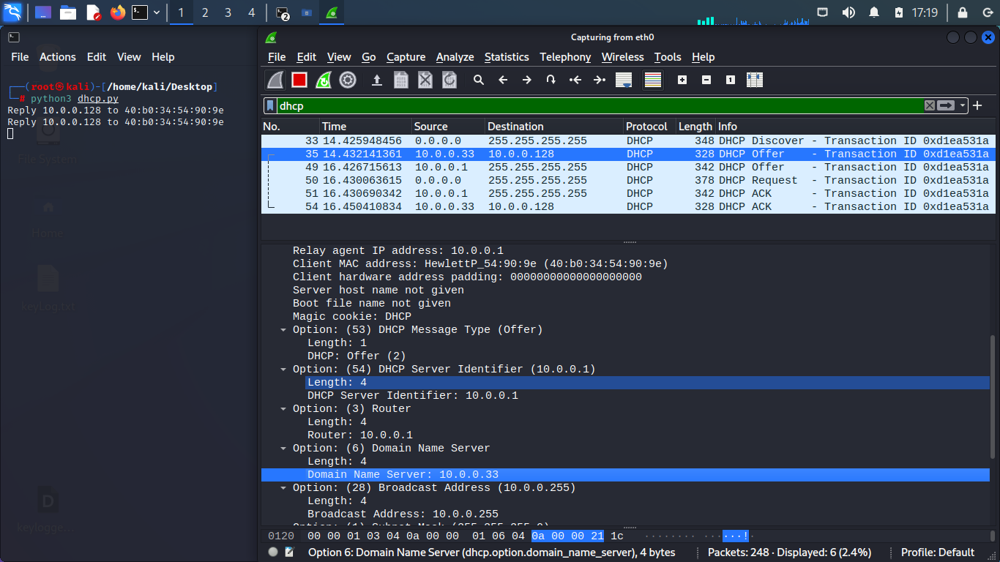 1 2 3 4 2 17:19
Capturing from eth0
File Actions Edit View Help
┌──(root㉿kali)-[/home/kali/Desktop]
└─# python3 dhcp.py
Reply 10.0.0.128 to 40:b0:34:54:90:9e
Reply 10.0.0.128 to 40:b0:34:54:90:9e
File System
Home
keyLog.txt
D
keylogge...
File Edit View Go Capture Analyze Statistics Telephony Wireless Tools Help
dhcp
No. Time Source Destination Protocol Length Info
33 14.425948456 0.0.0.0 255.255.255.255 DHCP 348 DHCP Discover - Transaction ID 0xd1ea531a
35 14.432141361 10.0.0.33 10.0.0.128 DHCP 328 DHCP Offer - Transaction ID 0xd1ea531a
49 16.426715613 10.0.0.1 255.255.255.255 DHCP 342 DHCP Offer - Transaction ID 0xd1ea531a
50 16.430063615 0.0.0.0 255.255.255.255 DHCP 378 DHCP Request - Transaction ID 0xd1ea531a
51 16.430690342 10.0.0.1 255.255.255.255 DHCP 342 DHCP ACK - Transaction ID 0xd1ea531a
54 16.450410834 10.0.0.33 10.0.0.128 DHCP 328 DHCP ACK - Transaction ID 0xd1ea531a
Relay agent IP address: 10.0.0.1
Client MAC address: HewlettP_54:90:9e (40:b0:34:54:90:9e)
Client hardware address padding: 00000000000000000000
Server host name not given
Boot file name not given
Magic cookie: DHCP
Option: (53) DHCP Message Type (Offer)
Length: 1
DHCP: Offer (2)
Option: (54) DHCP Server Identifier (10.0.0.1)
Length: 4
DHCP Server Identifier: 10.0.0.1
Option: (3) Router
Length: 4
Router: 10.0.0.1
Option: (6) Domain Name Server
Length: 4
Domain Name Server: 10.0.0.33
Option: (28) Broadcast Address (10.0.0.255)
Length: 4
Broadcast Address: 10.0.0.255
Option: (1) Subnet Mask (255.255.255.0)
0120 00 00 01 03 04 0a 00 00 01 06 04 0a 00 00 21 1c ········ ······!·
Option 6: Domain Name Server (dhcp.option.domain_name_server), 4 bytes
Packets: 248 · Displayed: 6 (2.4%)
Profile: Default